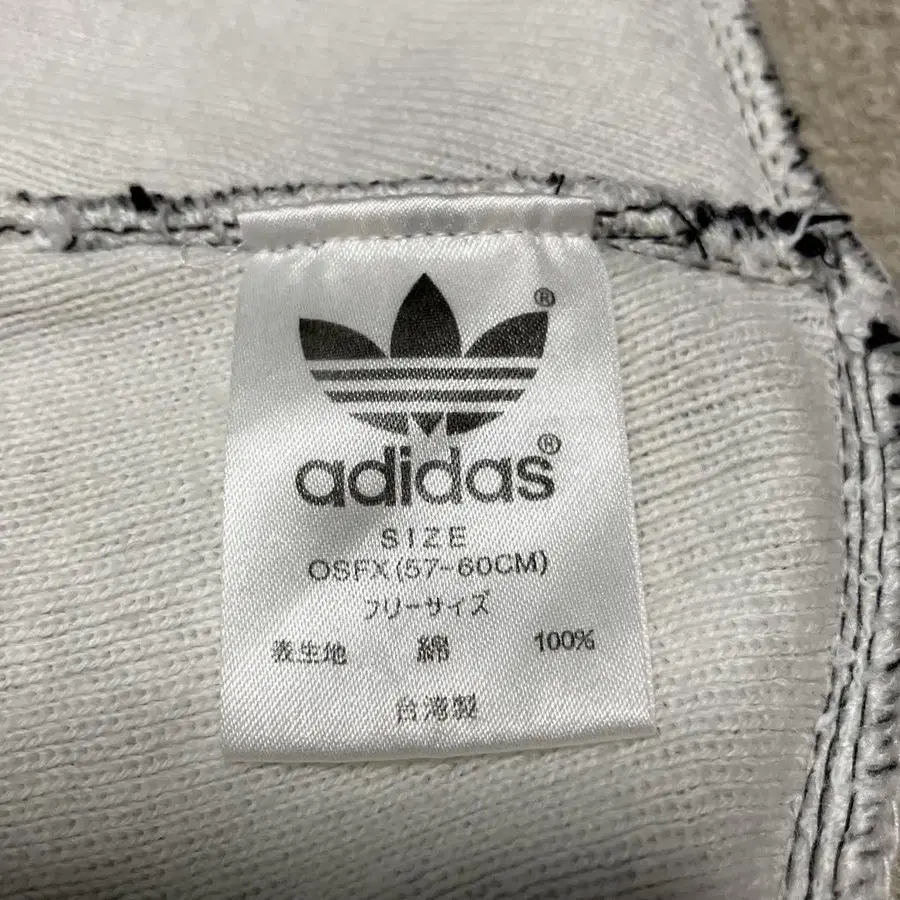 ®
adidas®
SIZE
OSFX(57-60CM)
フリーサイズ
表生地 綿 100%
台湾製